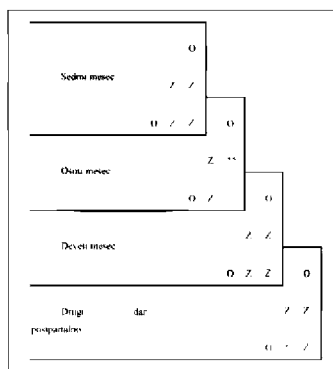 O
Sedmi mesec
Z Z
O Z Z O
Z **
Osmi mesec
O Z O
Z Z
Deveti mesec
O Z Z O
Drugi dan
Z Z
postpartalno
O * Z